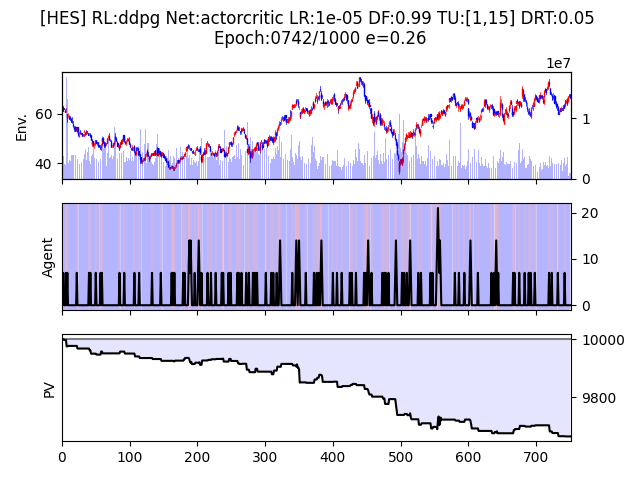 [HES] RL:ddpg Net:actorcritic LR:1e-05 DF:0.99 TU:[1,15] DRT:0.05
Epoch:0742/1000 e=0.26
1e7
Env.
60
40
1
0
Agent
20
10
0
PV
10000
9800
0 100 200 300 400 500 600 700